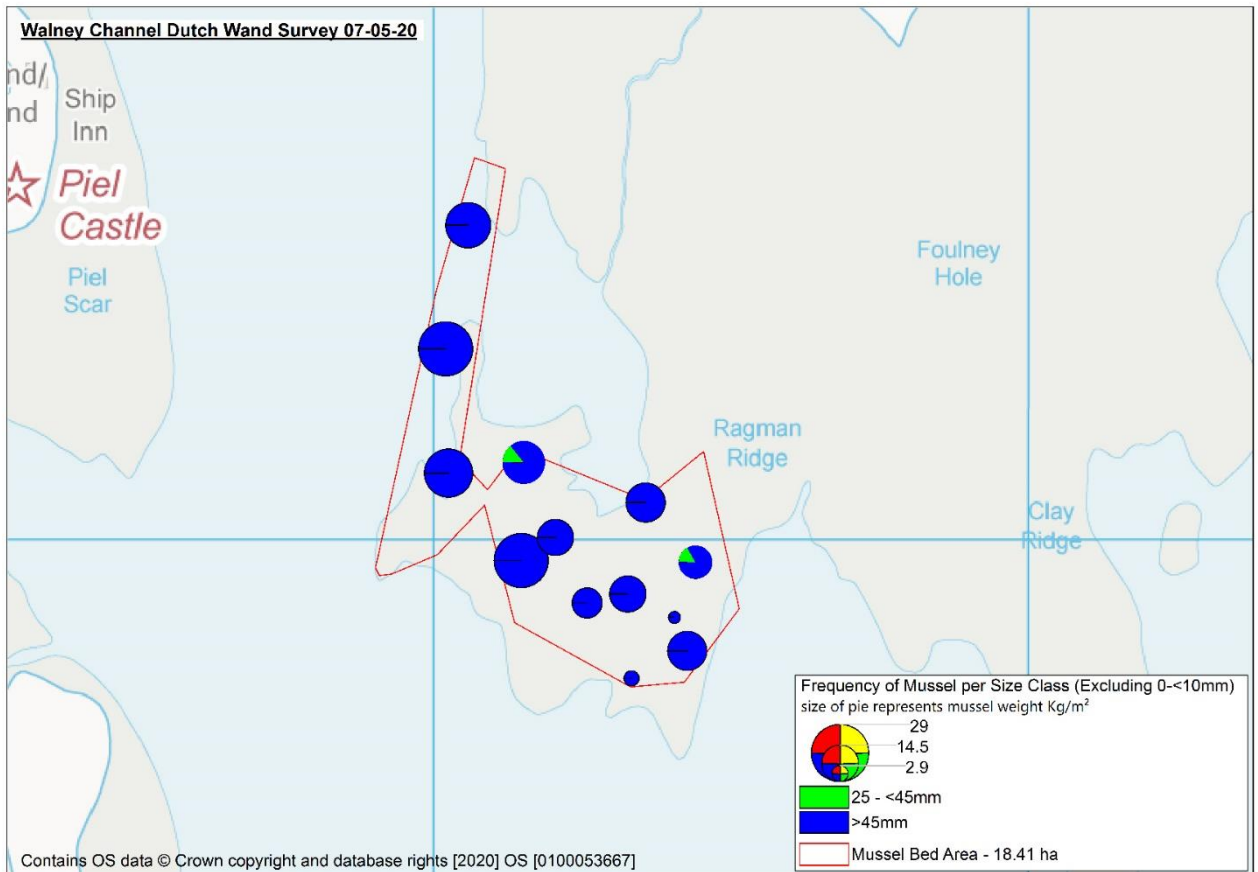 Walney Channel Dutch Wand Survey 07-05-20
nd/
nd
Ship
Inn
Piel
Castle
Piel
Scar
Foulney
Hole
Ragman
Ridge
Clay
Ridge
Frequency of Mussel per Size Class (Excluding 0-<10mm)
size of pie represents mussel weight Kg/m²
29
14.5
2.9
25 - <45mm
>45mm
Mussel Bed Area - 18.41 ha
Contains OS data © Crown copyright and database rights [2020] OS [0100053667]